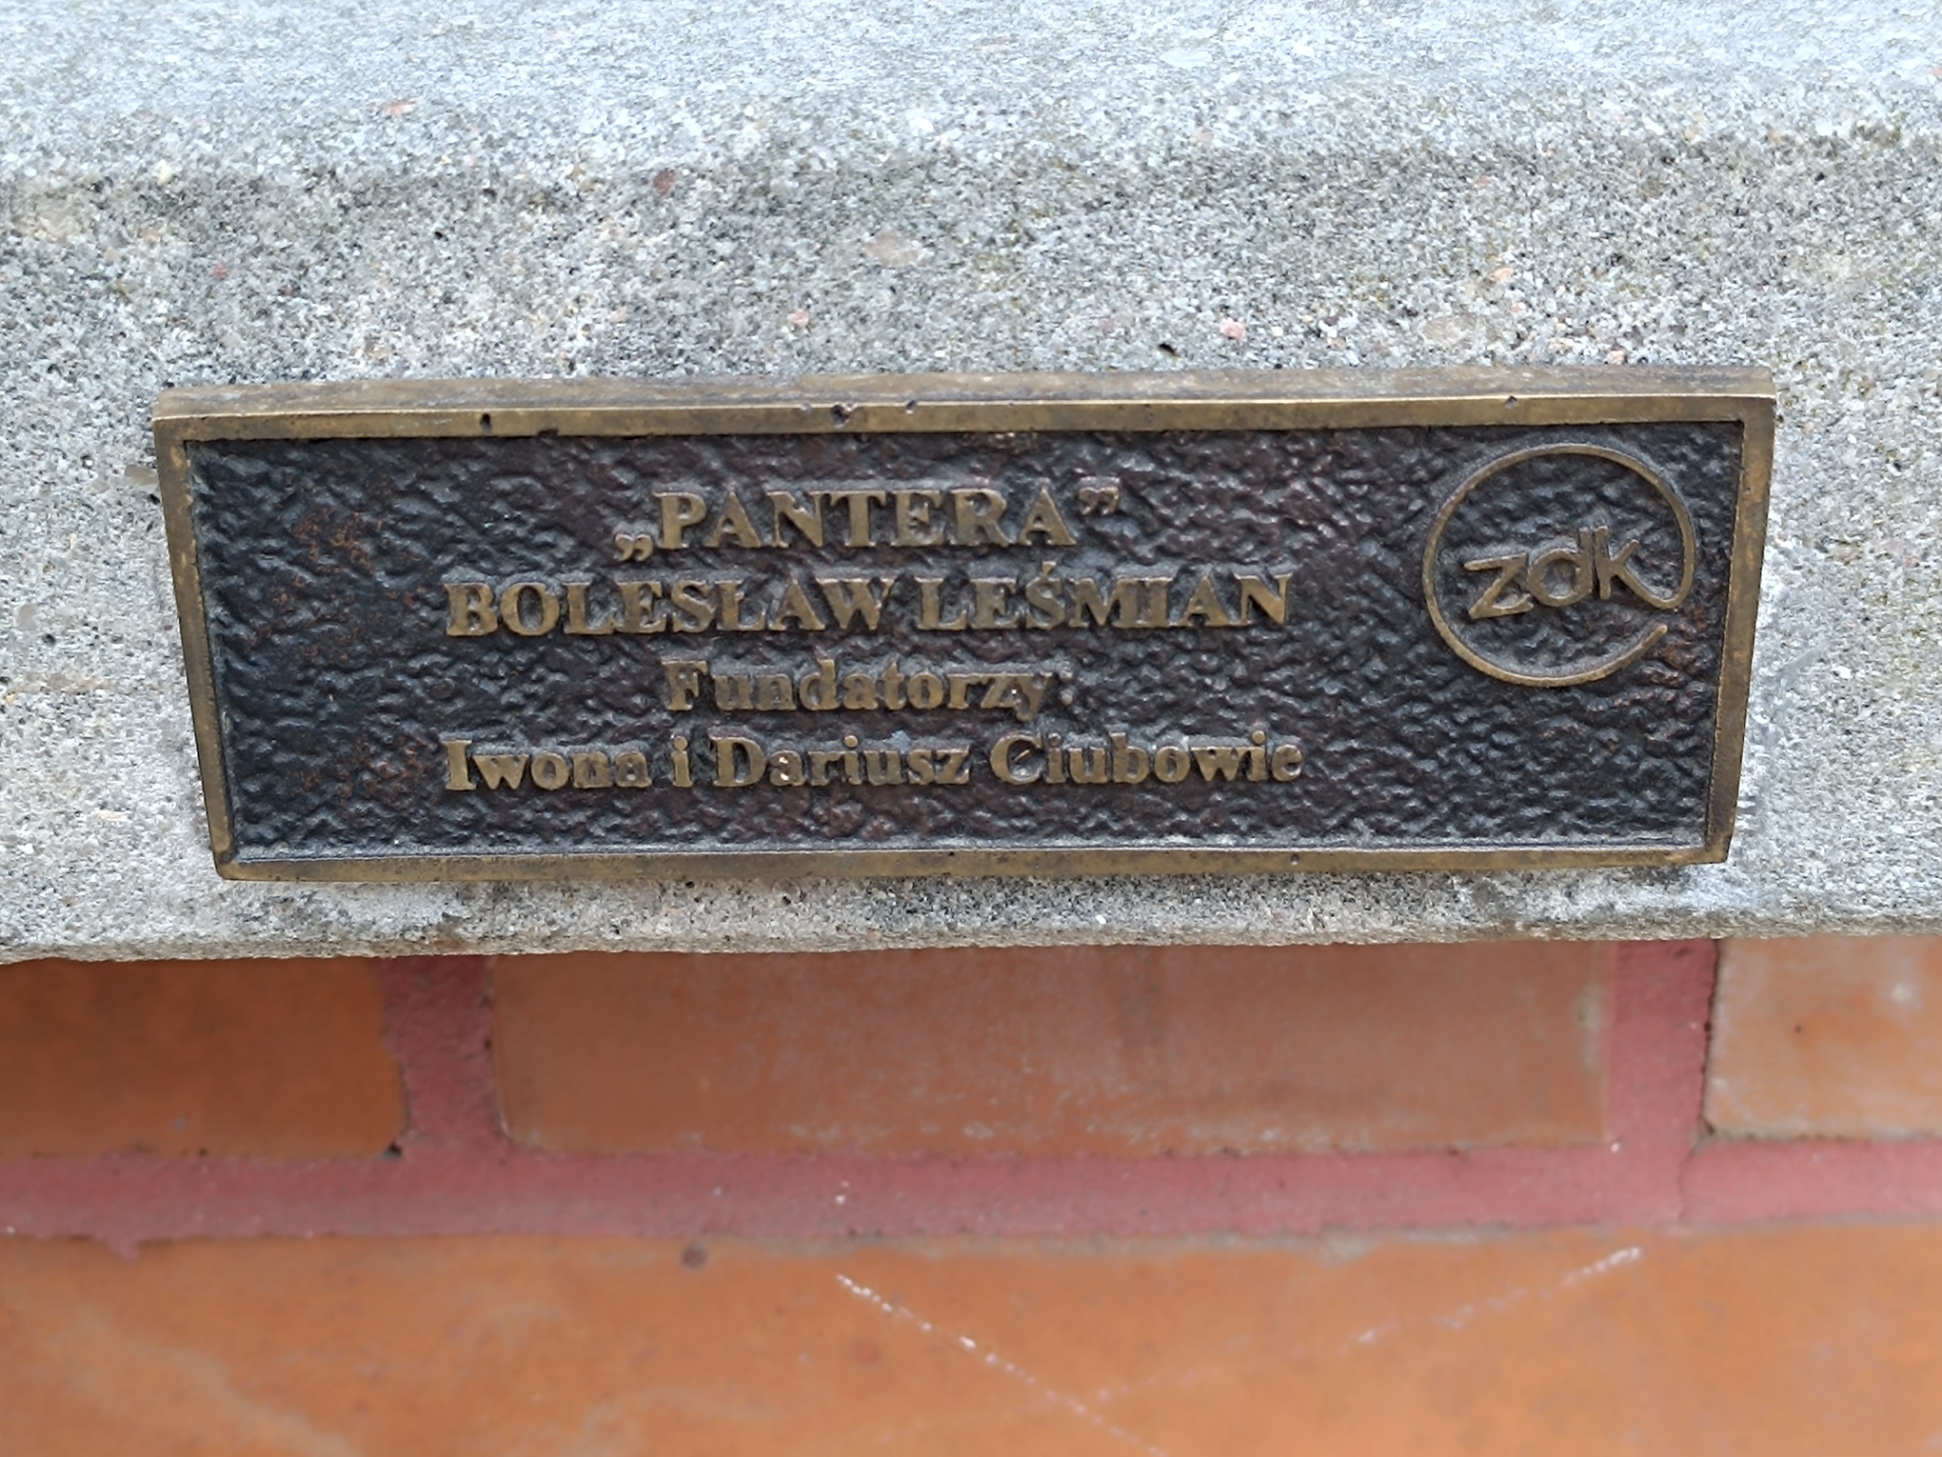 „PANTERA”
BOLESŁAW LEŚMIAN
Fundatorzy:
Iwona i Dariusz Ciubowie
zdk